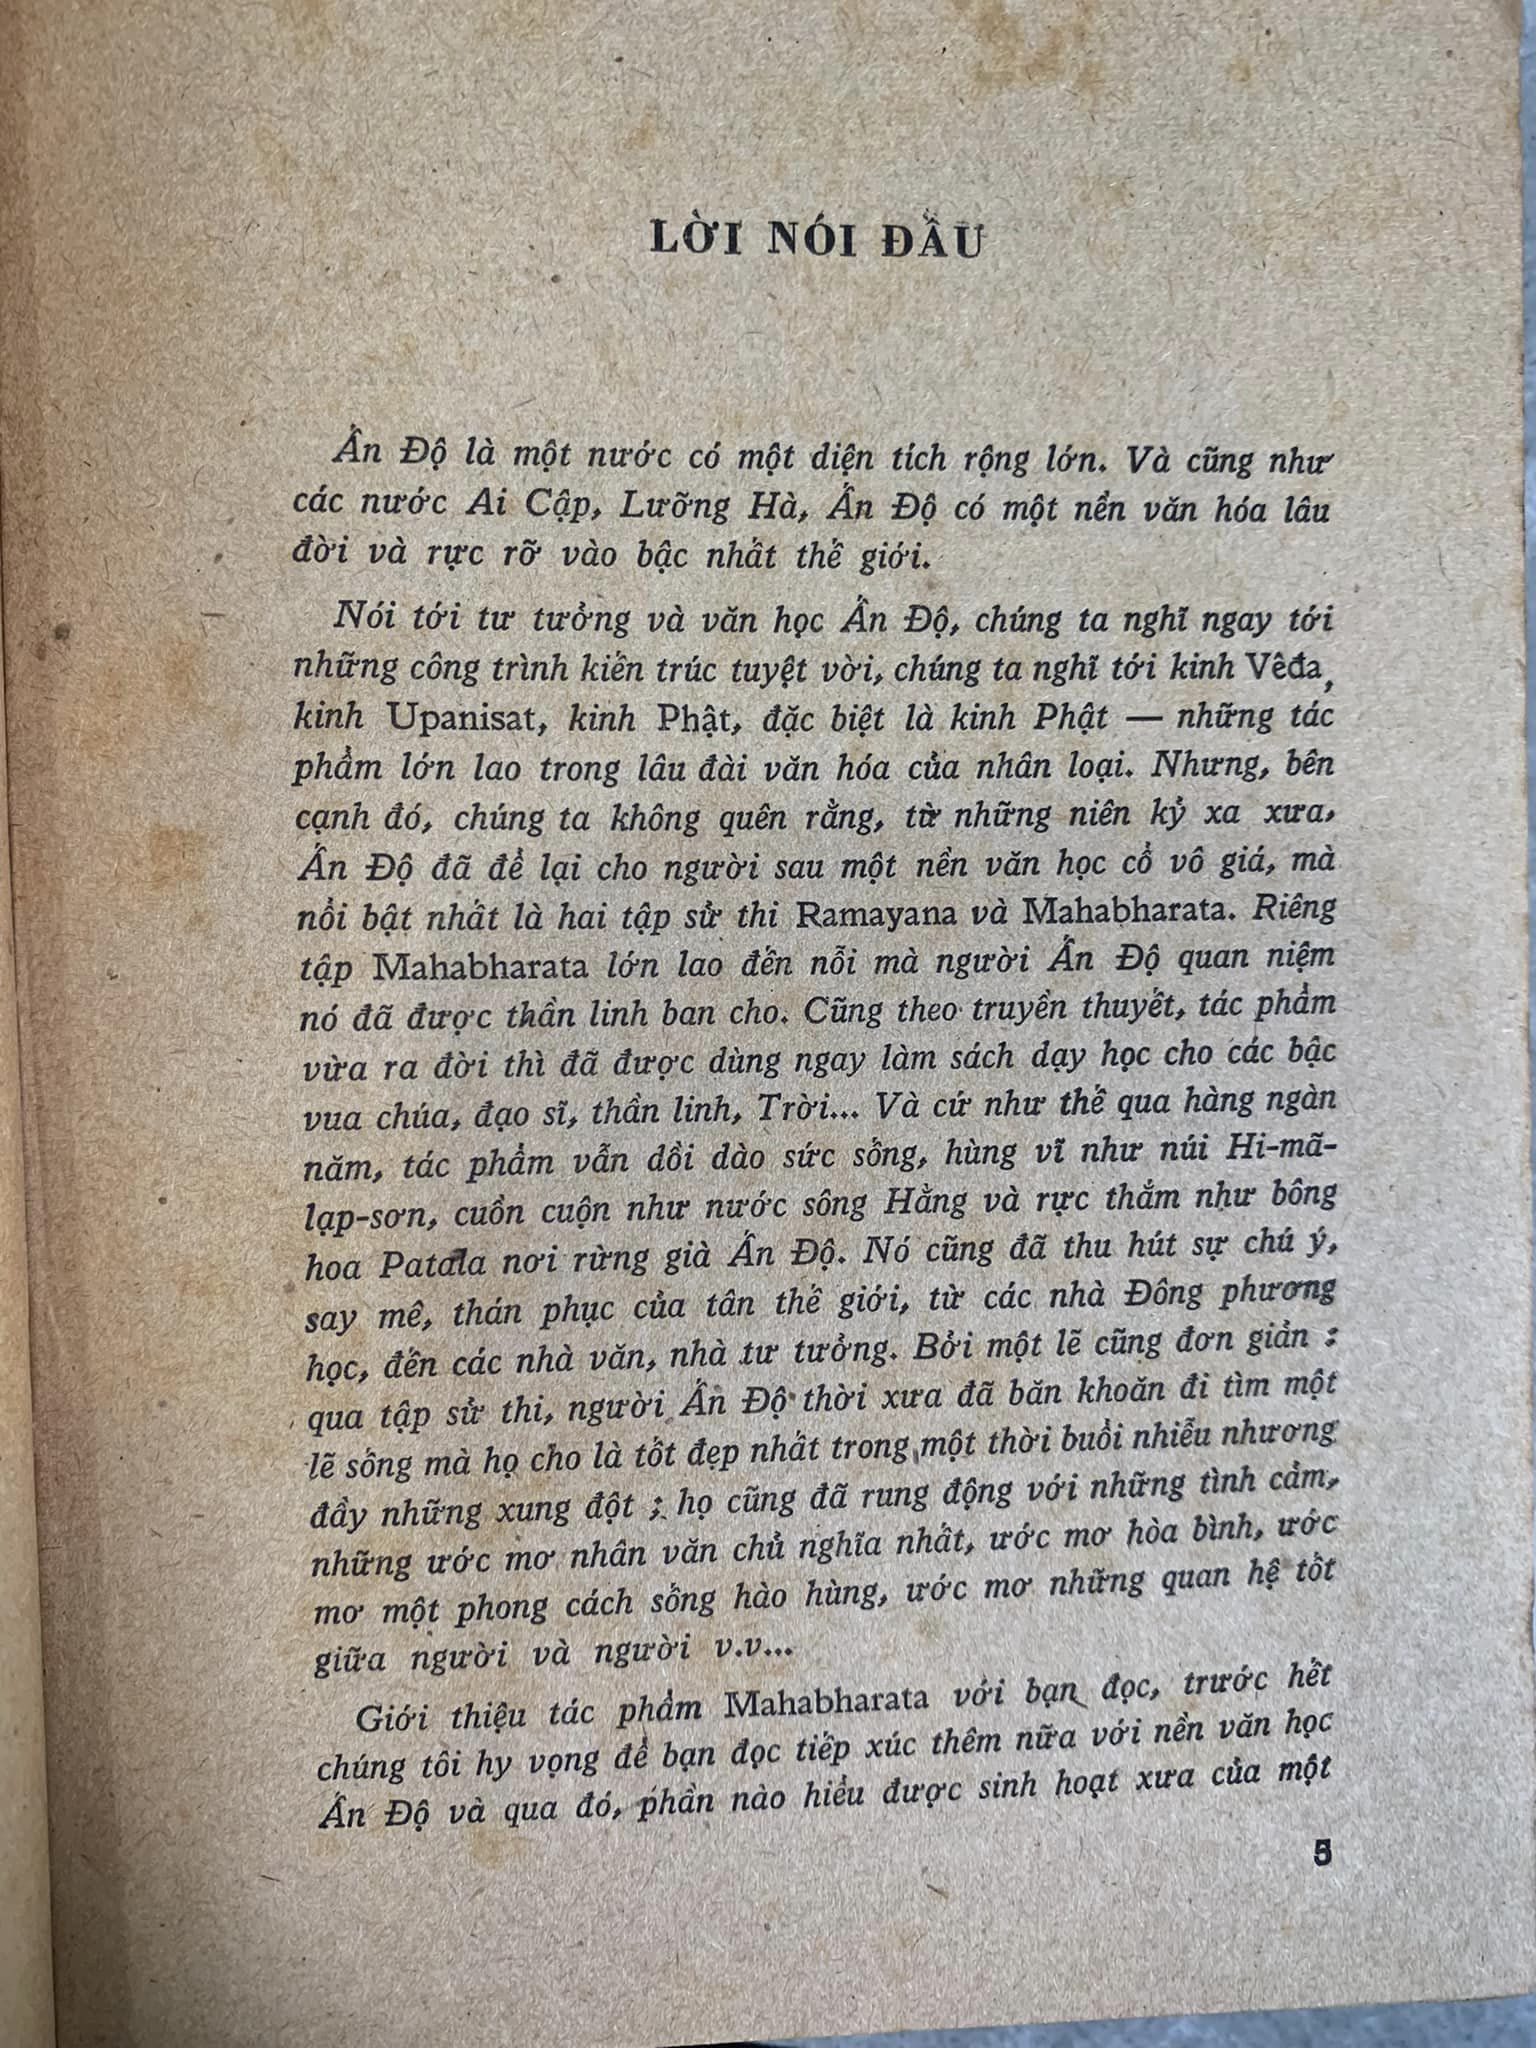 LỜI NÓI ĐẦU
Ấn Độ là một nước có một diện tích rộng lớn. Và cũng như
các nước Ai Cập, Lưỡng Hà, Ấn Độ có một nền văn hóa lâu
đời và rực rỡ vào bậc nhất thế giới.
Nói tới tư tưởng và văn học Ấn Độ, chúng ta nghĩ ngay tới
những công trình kiến trúc tuyệt vời, chúng ta nghĩ tới kinh Vêđa,
kinh Upanisat, kinh Phật, đặc biệt là kinh Phật — những tác
phẩm lớn lao trong lâu đài văn hóa của nhân loại. Nhưng, bên
cạnh đó, chúng ta không quên rằng, từ những niên kỷ xa xưa,
Ấn Độ đã để lại cho người sau một nền văn học cổ vô giá, mà
nổi bật nhất là hai tập sử thi Ramayana và Mahabharata. Riêng
tập Mahabharata lớn lao đến nỗi mà người Ấn Độ quan niệm
nó đã được thần linh ban cho. Cũng theo truyền thuyết, tác phẩm
vừa ra đời thì đã được dùng ngay làm sách dạy học cho các bậc
vua chúa, đạo sĩ, thần linh, Trời... Và cứ như thế qua hàng ngàn
năm, tác phẩm vẫn dồi dào sức sống, hùng vĩ như núi Hi-mã-
lạp-sơn, cuồn cuộn như nước sông Hằng và rực thắm như bông
hoa Patala nơi rừng già Ấn Độ. Nó cũng đã thu hút sự chú ý,
say mê, thán phục của tân thế giới, từ các nhà Đông phương
học, đến các nhà văn, nhà tư tưởng. Bởi một lẽ cũng đơn giản :
qua tập sử thi, người Ấn Độ thời xưa đã băn khoăn đi tìm một
lẽ sống mà họ cho là tốt đẹp nhất trong một thời buổi nhiễu nhương
đầy những xung đột ; họ cũng đã rung động với những tình cảm,
những ước mơ nhân văn chủ nghĩa nhất, ước mơ hòa bình, ước
mơ một phong cách sống hào hùng, ước mơ những quan hệ tốt
giữa người và người v.v...
Giới thiệu tác phẩm Mahabharata với bạn đọc, trước hết
chúng tôi hy vọng để bạn đọc tiếp xúc thêm nữa với nền văn học
Ấn Độ và qua đó, phần nào hiểu được sinh hoạt xưa của một
5